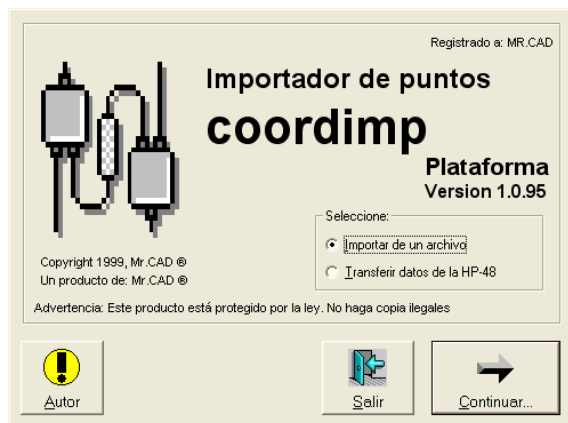 Registrado a: MR.CAD
Importador de puntos
coordimp
Plataforma
Version 1.0.95
Seleccione:
Importar de un archivo
Transferir datos de la HP-48
Copyright 1999, Mr.CAD ®
Un producto de: Mr.CAD ®
Advertencia: Este producto está protegido por la ley. No haga copia ilegales
Autor
Salir
Continuar...